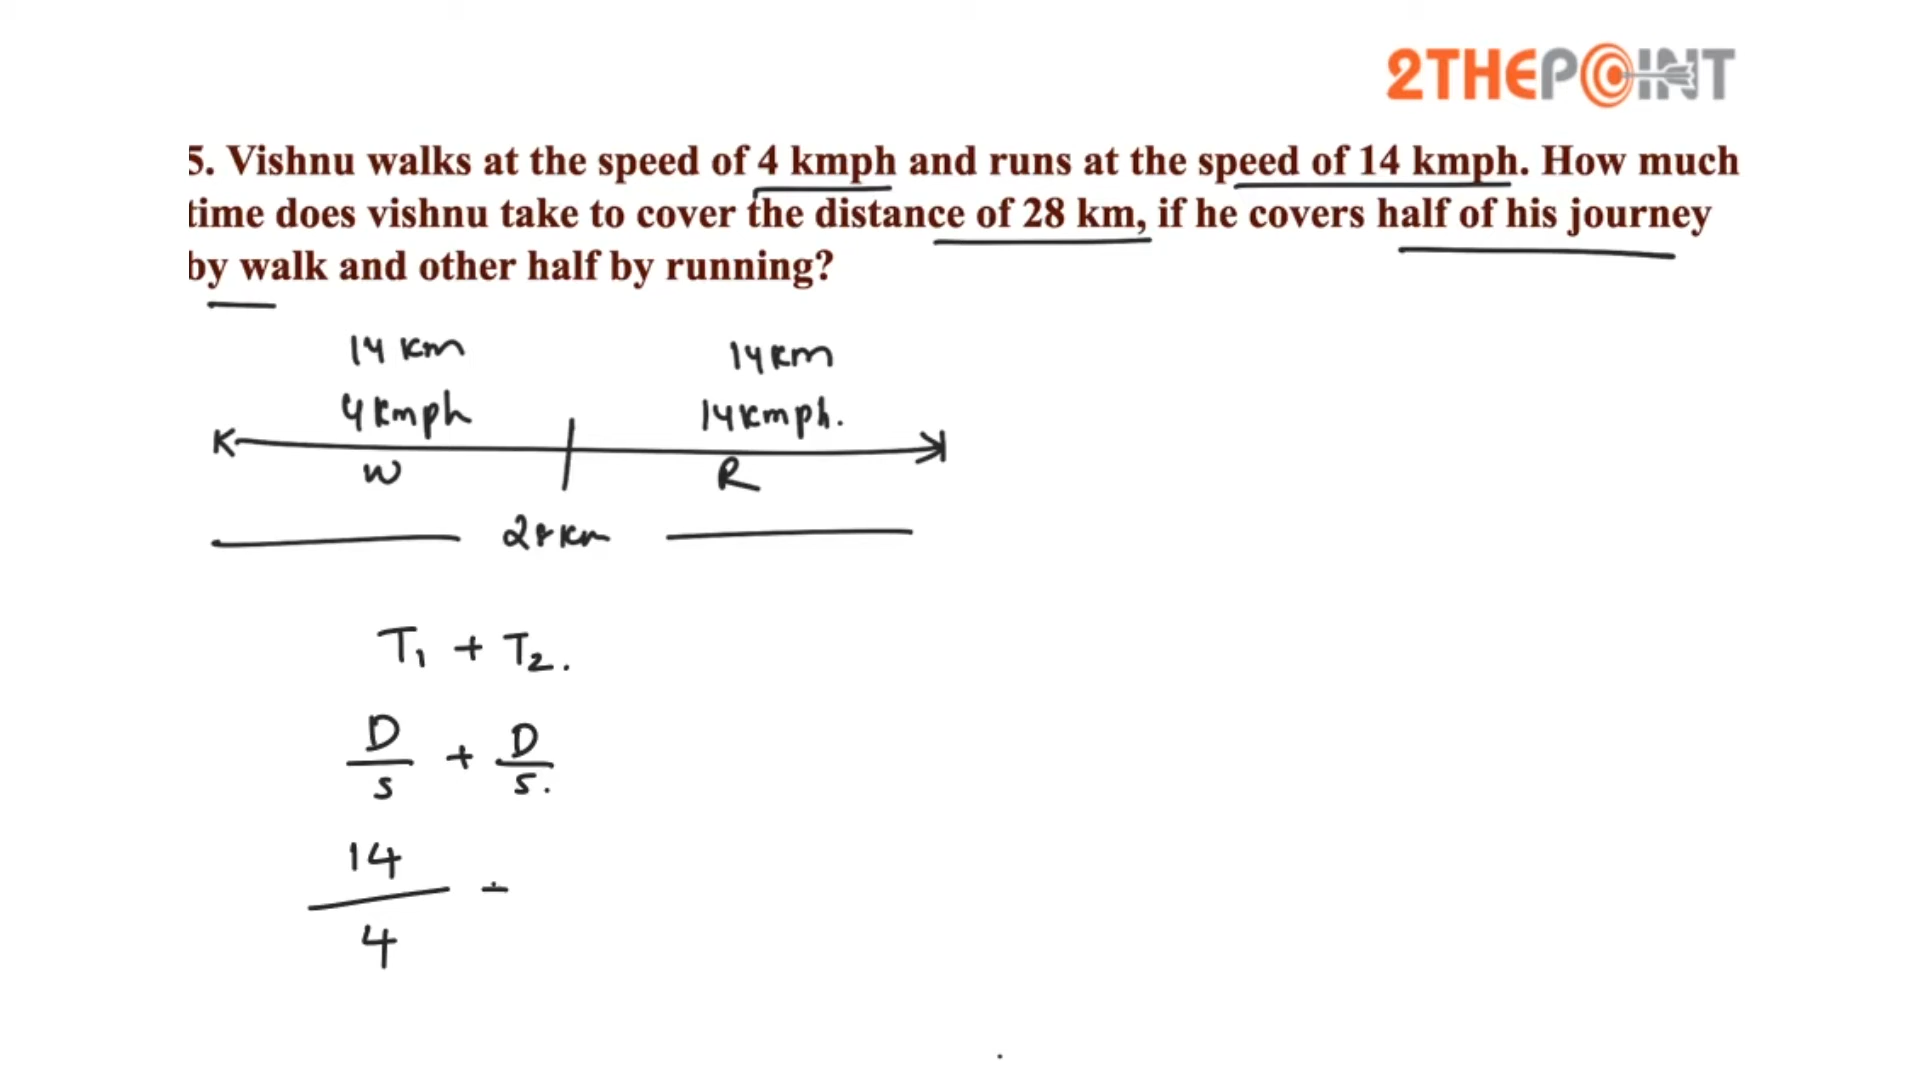 2THEPOINT
5. Vishnu walks at the speed of 4 kmph and runs at the speed of 14 kmph. How much
time does vishnu take to cover the distance of 28 km, if he covers half of his journey
by walk and other half by running?
14 km 14 km
4 kmph 14 kmph.
W R
28 km
T₁ + T₂.
D/s + D/s.
14/4 +